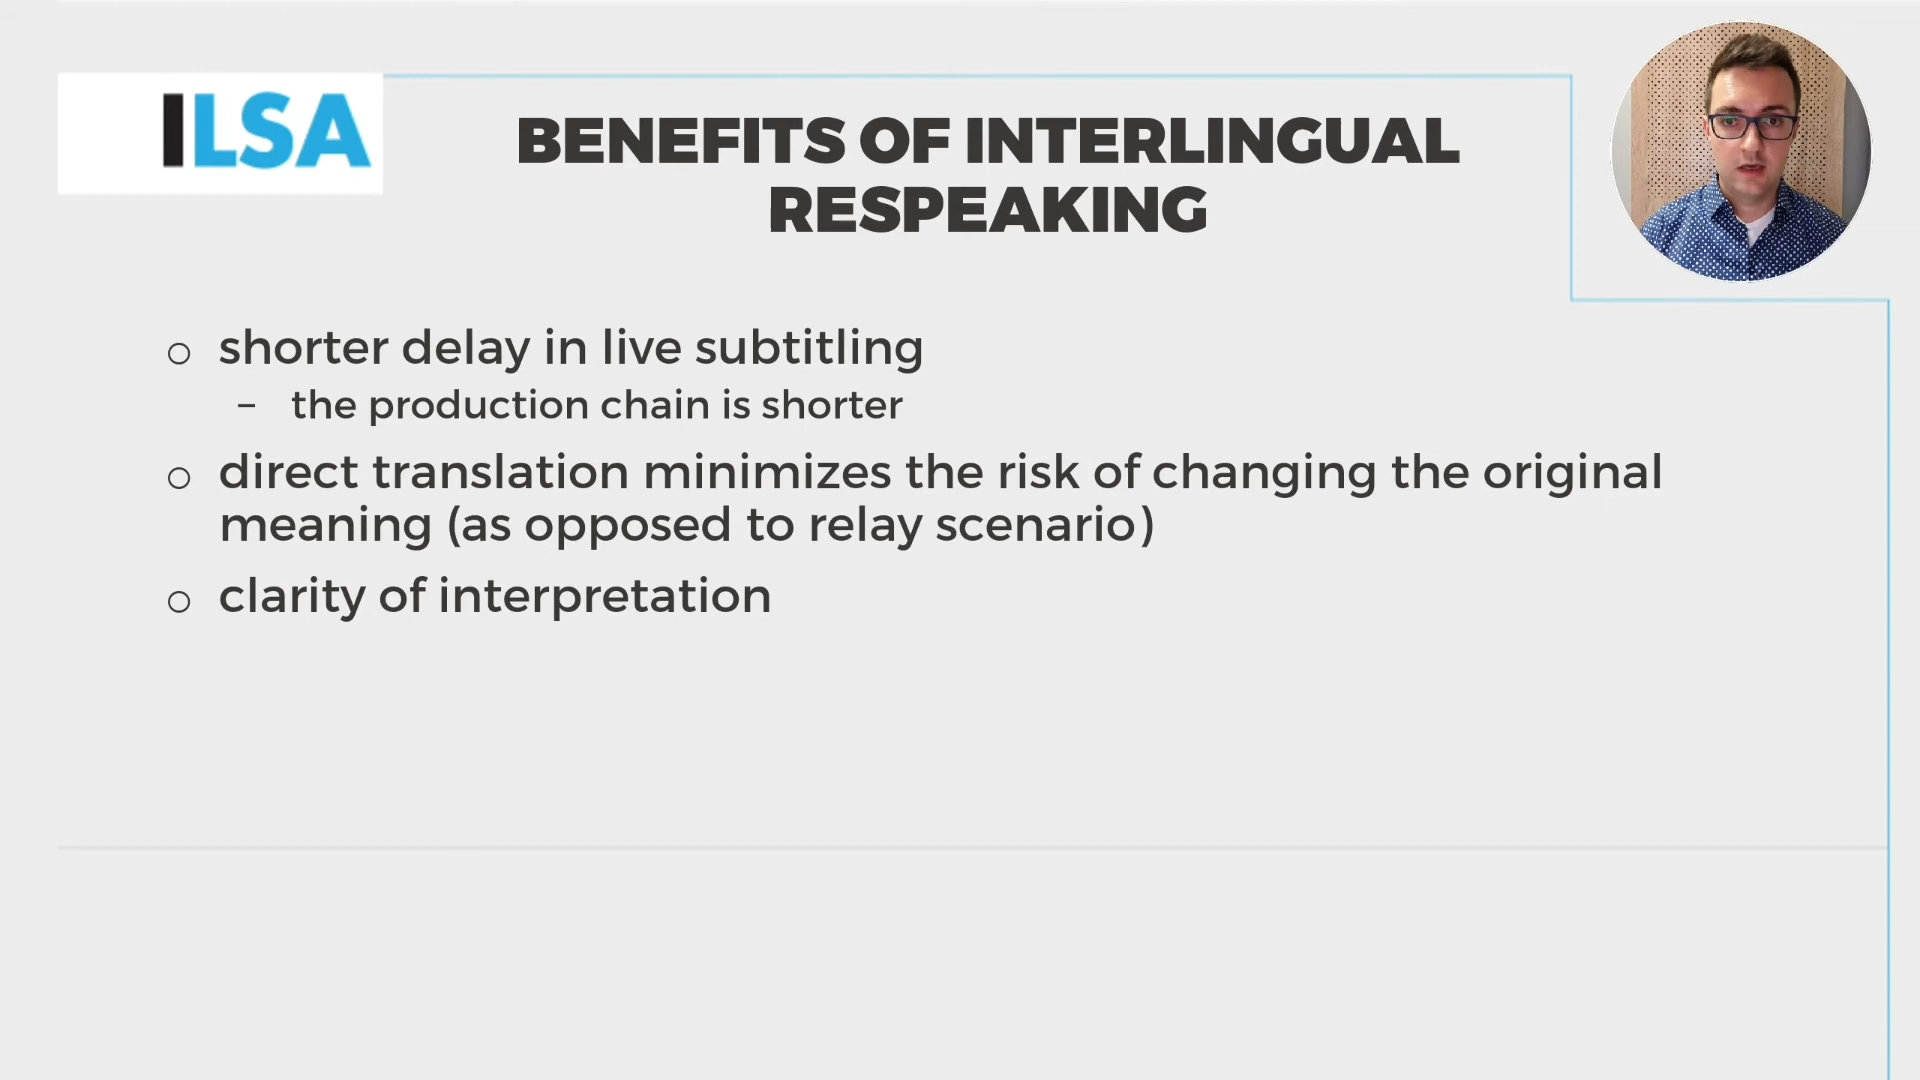 ILSA
BENEFITS OF INTERLINGUAL
RESPEAKING
o shorter delay in live subtitling
– the production chain is shorter
o direct translation minimizes the risk of changing the original
meaning (as opposed to relay scenario)
o clarity of interpretation